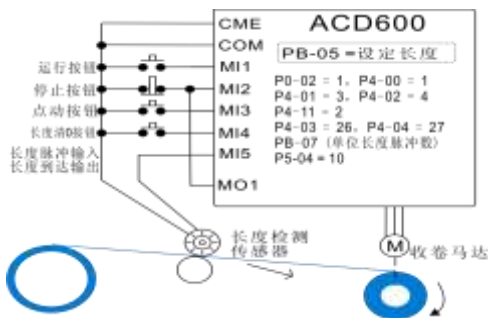 CME
ACD600
COM
PB-05=设定长度
运行按钮
MI1
停止按钮
MI2
P0-02 = 1, P4-00 = 1
点动按钮
MI3
P4-01 = 3, P4-02 = 4
P4-11 = 2
长度清0按钮
MI4
P4-03 = 26, P4-04 = 27
长度脉冲输入
MI5
PB-07 (单位长度脉冲数)
长度到达输出
P5-04 = 10
MO1
长度检测
传感器
M
收卷马达